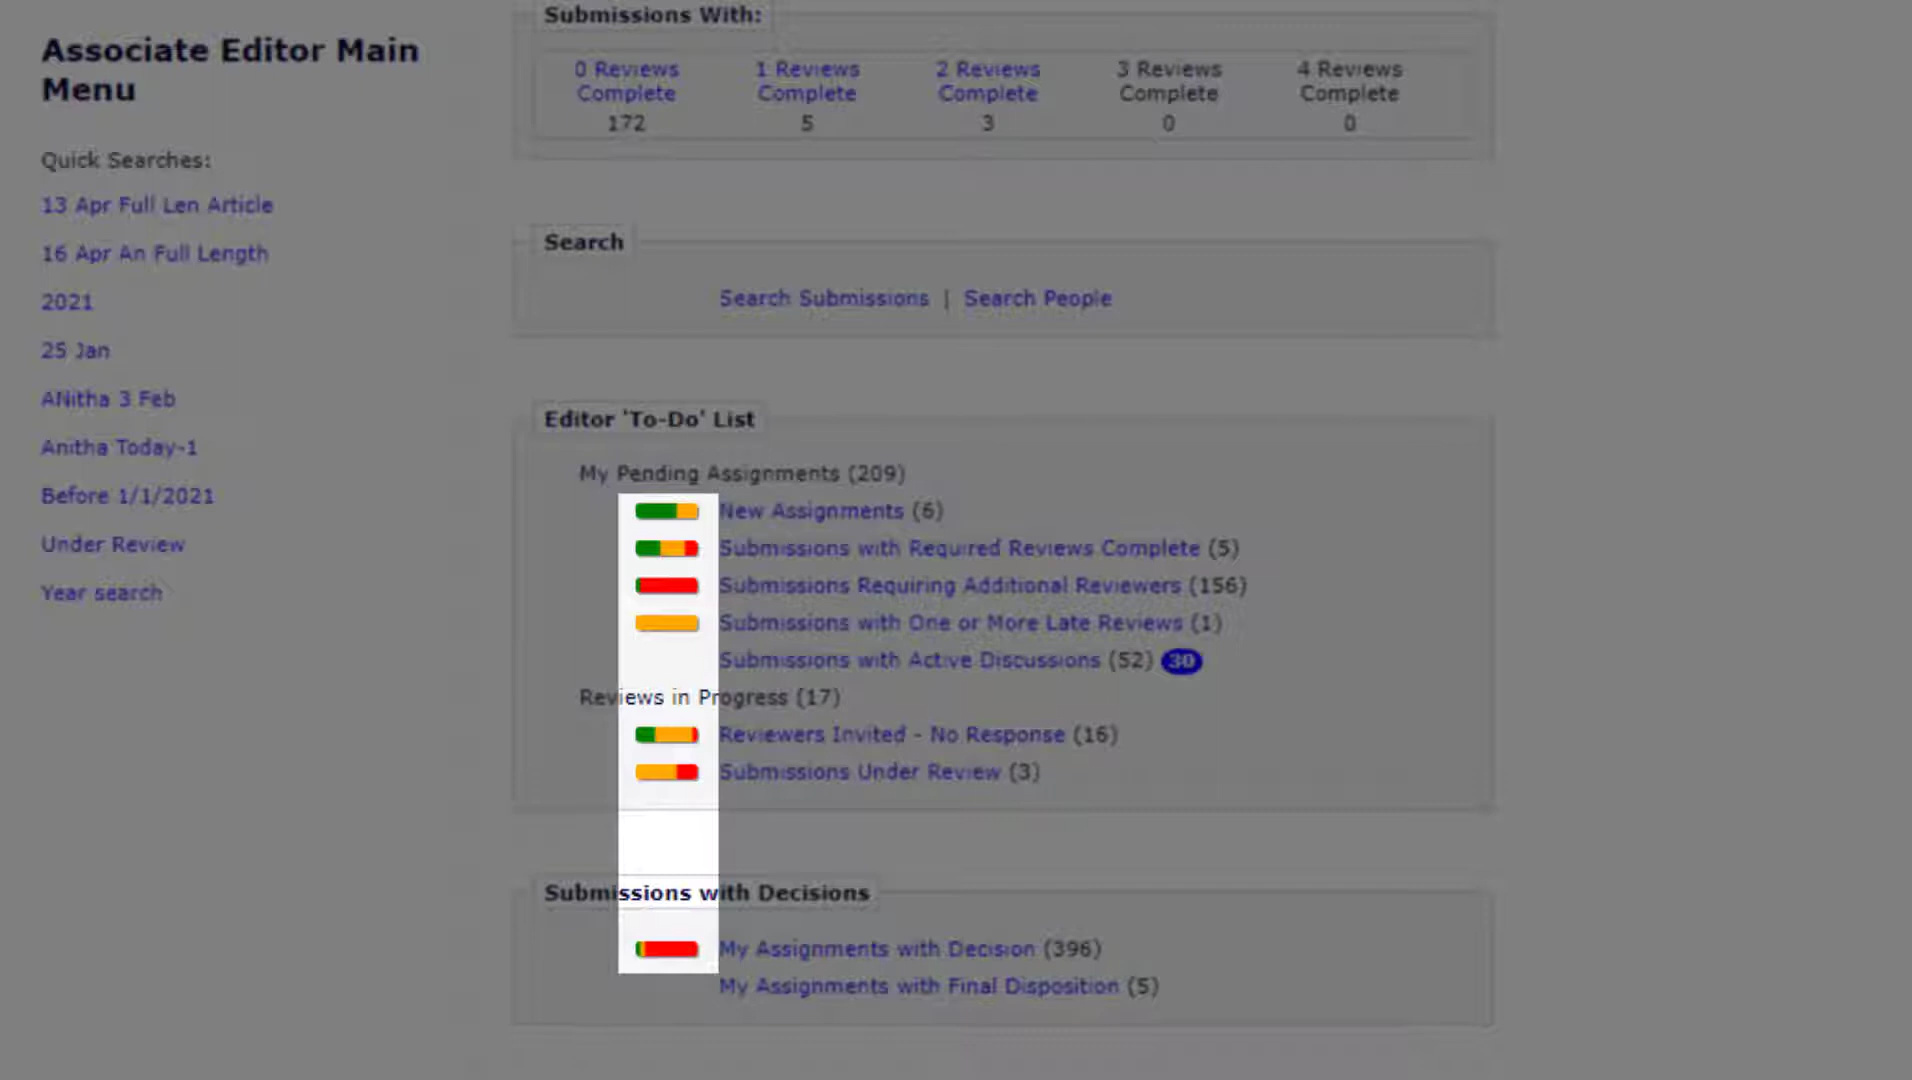 Associate Editor Main
Menu
Quick Searches:
13 Apr Full Len Article
16 Apr An Full Length
2021
25 Jan
ANitha 3 Feb
Anitha Today-1
Before 1/1/2021
Under Review
Year search
Submissions With:
0 Reviews Complete 1 Reviews Complete 2 Reviews Complete 3 Reviews Complete 4 Reviews Complete
172 5 3 0 0
Search
Search Submissions | Search People
Editor 'To-Do' List
My Pending Assignments (209)
New Assignments (6)
Submissions with Required Reviews Complete (5)
Submissions Requiring Additional Reviewers (156)
Submissions with One or More Late Reviews (1)
Submissions with Active Discussions (52) 30
Reviews in Progress (17)
Reviewers Invited - No Response (16)
Submissions Under Review (3)
Submissions with Decisions
My Assignments with Decision (396)
My Assignments with Final Disposition (5)